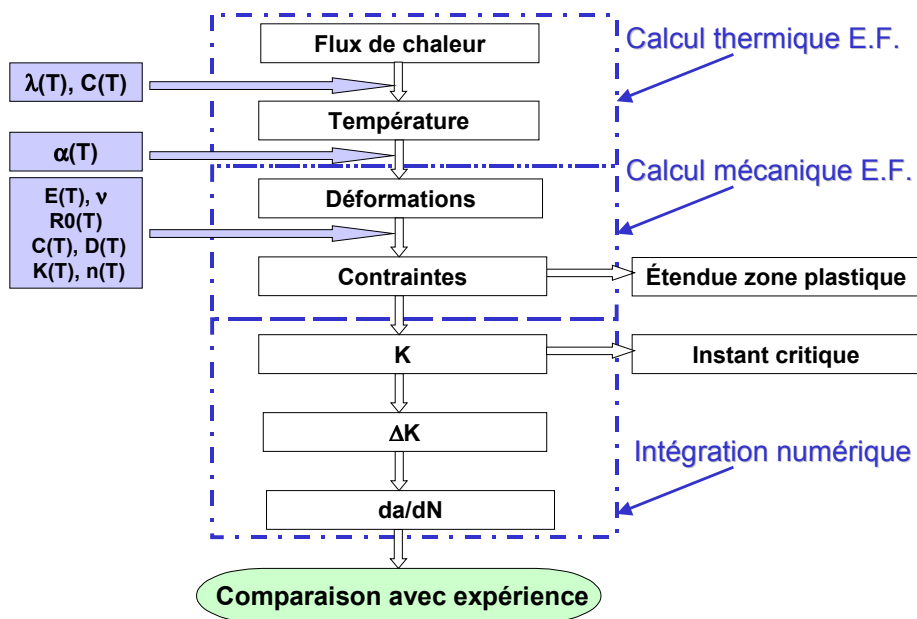 Flux de chaleur
Calcul thermique E.F.
λ(T), C(T)
Température
α(T)
Calcul mécanique E.F.
E(T), ν
R0(T)
C(T), D(T)
K(T), n(T)
Déformations
Contraintes
Étendue zone plastique
K
Instant critique
ΔK
Intégration numérique
da/dN
Comparaison avec expérience